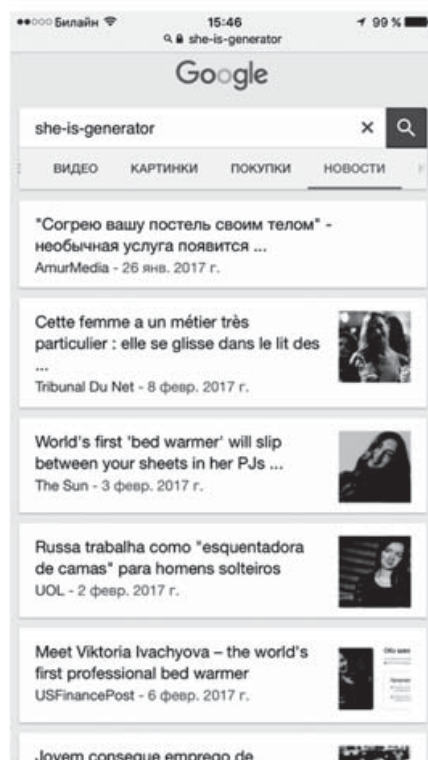 ●●○○○ Билайн 15:46 99 %
she-is-generator
Google
she-is-generator ×
ВИДЕО КАРТИНКИ ПОКУПКИ НОВОСТИ
"Согрею вашу постель своим телом" -
необычная услуга появится ...
AmurMedia - 26 янв. 2017 г.
Cette femme a un métier très
particulier : elle se glisse dans le lit des
...
Tribunal Du Net - 8 февр. 2017 г.
World's first 'bed warmer' will slip
between your sheets in her PJs ...
The Sun - 3 февр. 2017 г.
Russa trabalha como "esquentadora
de camas" para homens solteiros
UOL - 2 февр. 2017 г.
Meet Viktoria Ivachyova – the world's
first professional bed warmer
USFinancePost - 6 февр. 2017 г.
Jovem consegue emprego de